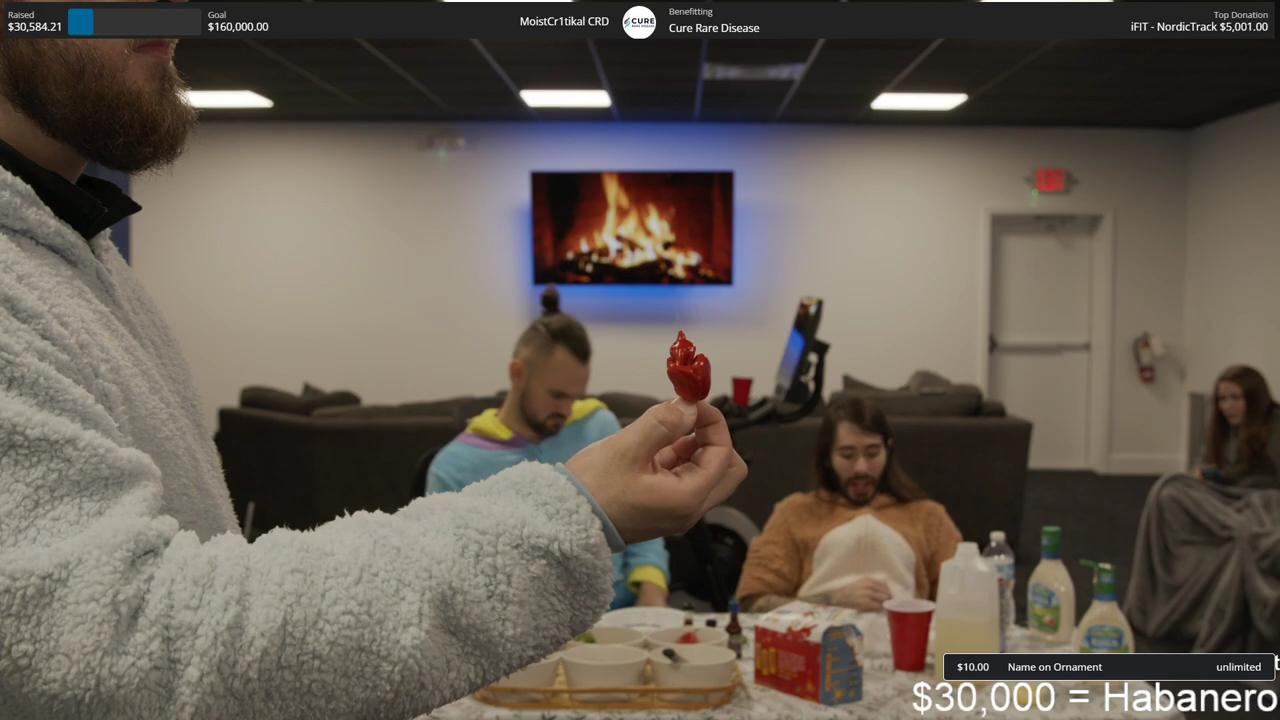 Raised
$30,584.21
Goal
$160,000.00
MoistCr1tikal CRD
CURE
Benefitting
Cure Rare Disease
Top Donation
iFIT - NordicTrack $5,001.00
$10.00 Name on Ornament unlimited
$30,000 = Habanero